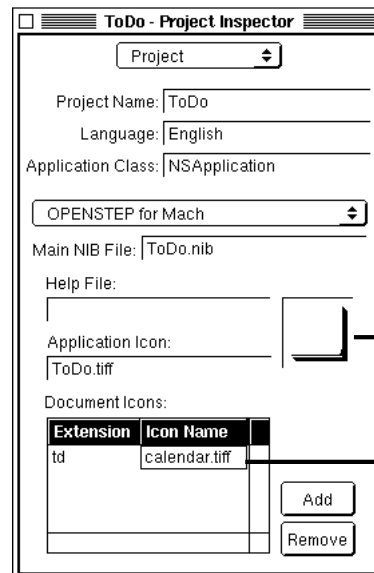 ToDo - Project Inspector
Project
Project Name: ToDo
Language: English
Application Class: NSApplication
OPENSTEP for Mach
Main NIB File: ToDo.nib
Help File:
Application Icon:
ToDo.tiff
Document Icons:
Extension Icon Name
td calendar.tiff
Add
Remove